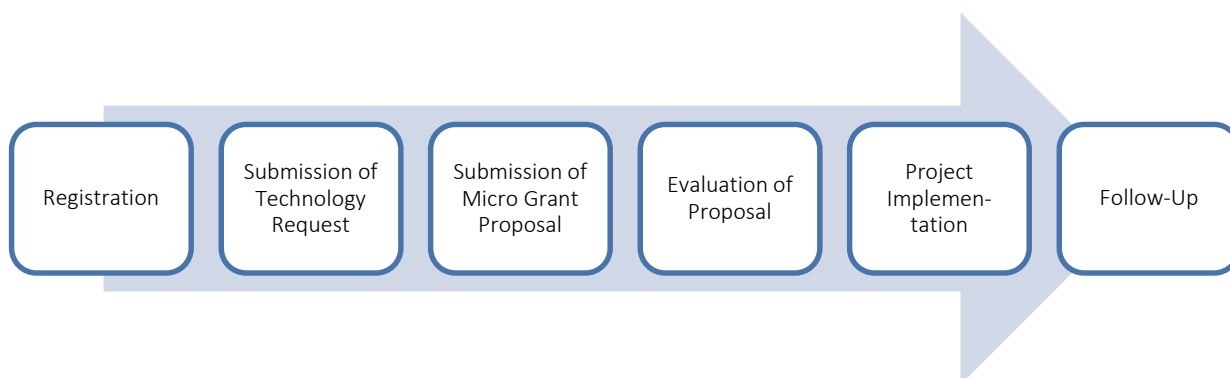 Registration
Submission of
Technology
Request
Submission of
Micro Grant
Proposal
Evaluation of
Proposal
Project
Implemen-
tation
Follow-Up